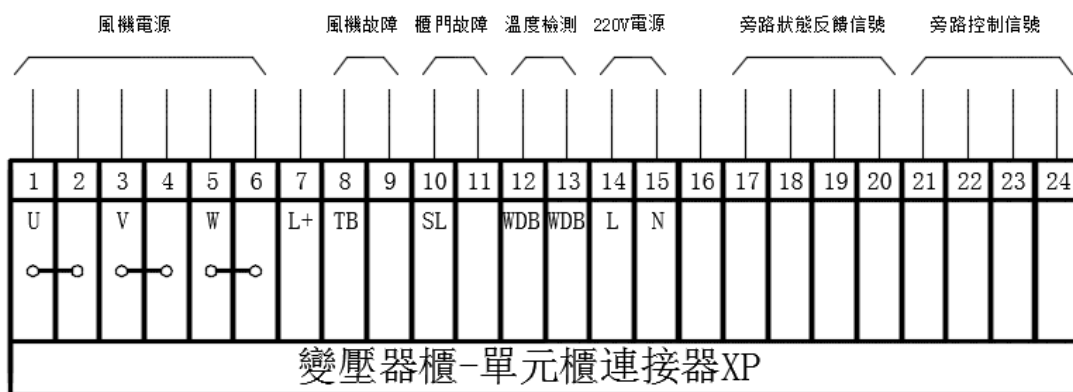 風機電源 風機故障 櫃門故障 溫度檢測 220V電源 旁路狀態反饋信號 旁路控制信號
1 2 3 4 5 6 7 8 9 10 11 12 13 14 15 16 17 18 19 20 21 22 23 24
U V W L+ TB SL WDB WDB L N
變壓器櫃-單元櫃連接器XP